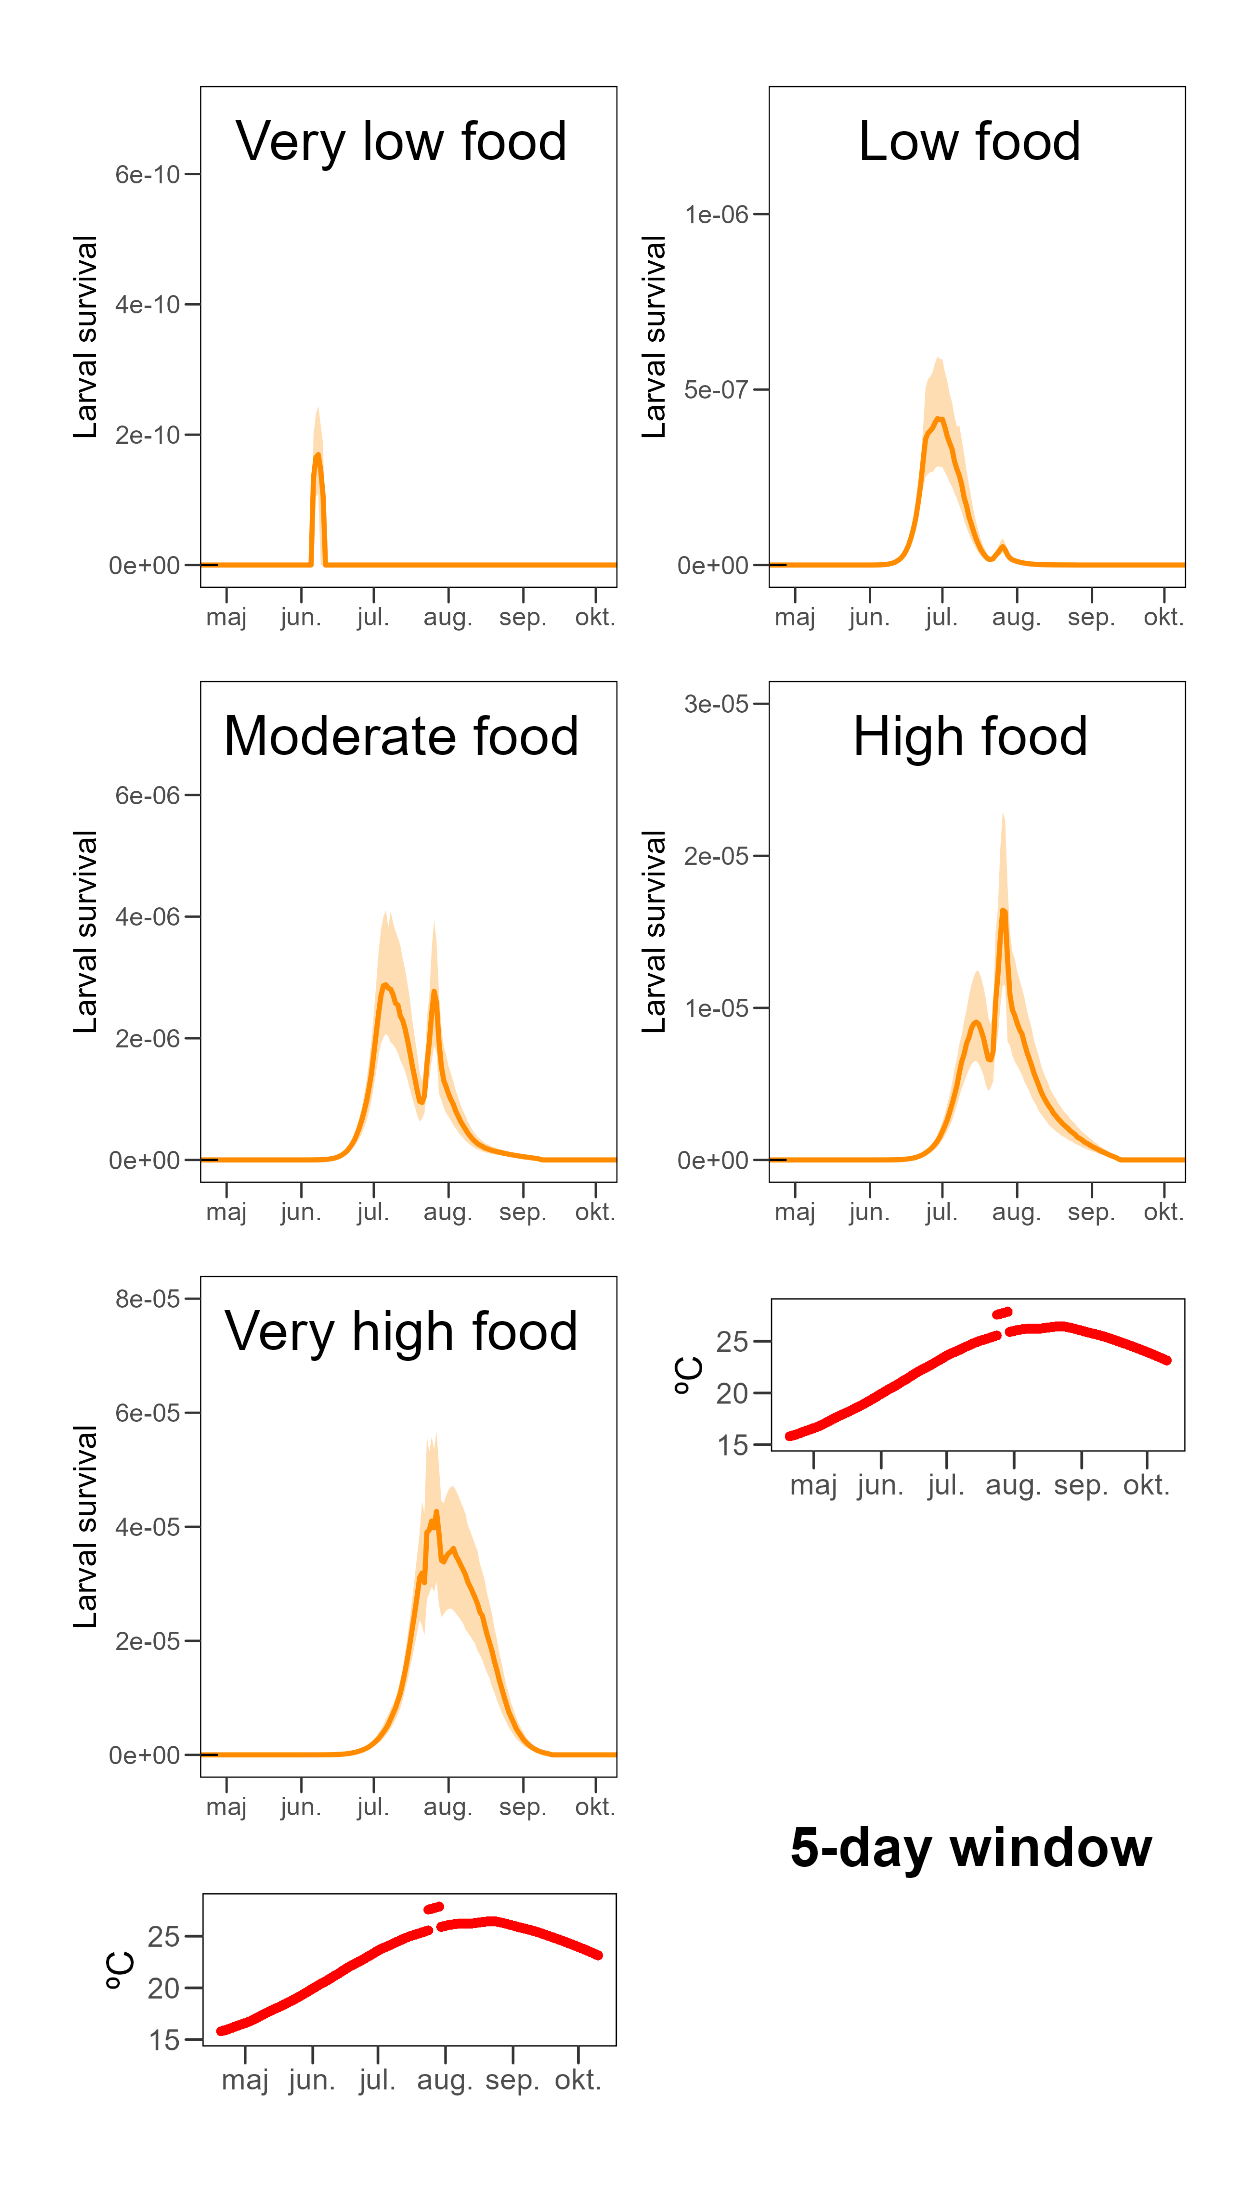 Very low food
Larval survival
6e-10
4e-10
2e-10
0e+00
maj jun. jul. aug. sep. okt.
Low food
Larval survival
1e-06
5e-07
0e+00
maj jun. jul. aug. sep. okt.
Moderate food
Larval survival
6e-06
4e-06
2e-06
0e+00
maj jun. jul. aug. sep. okt.
High food
Larval survival
3e-05
2e-05
1e-05
0e+00
maj jun. jul. aug. sep. okt.
Very high food
Larval survival
8e-05
6e-05
4e-05
2e-05
0e+00
maj jun. jul. aug. sep. okt.
ºC
25
20
15
maj jun. jul. aug. sep. okt.
5-day window
ºC
25
20
15
maj jun. jul. aug. sep. okt.